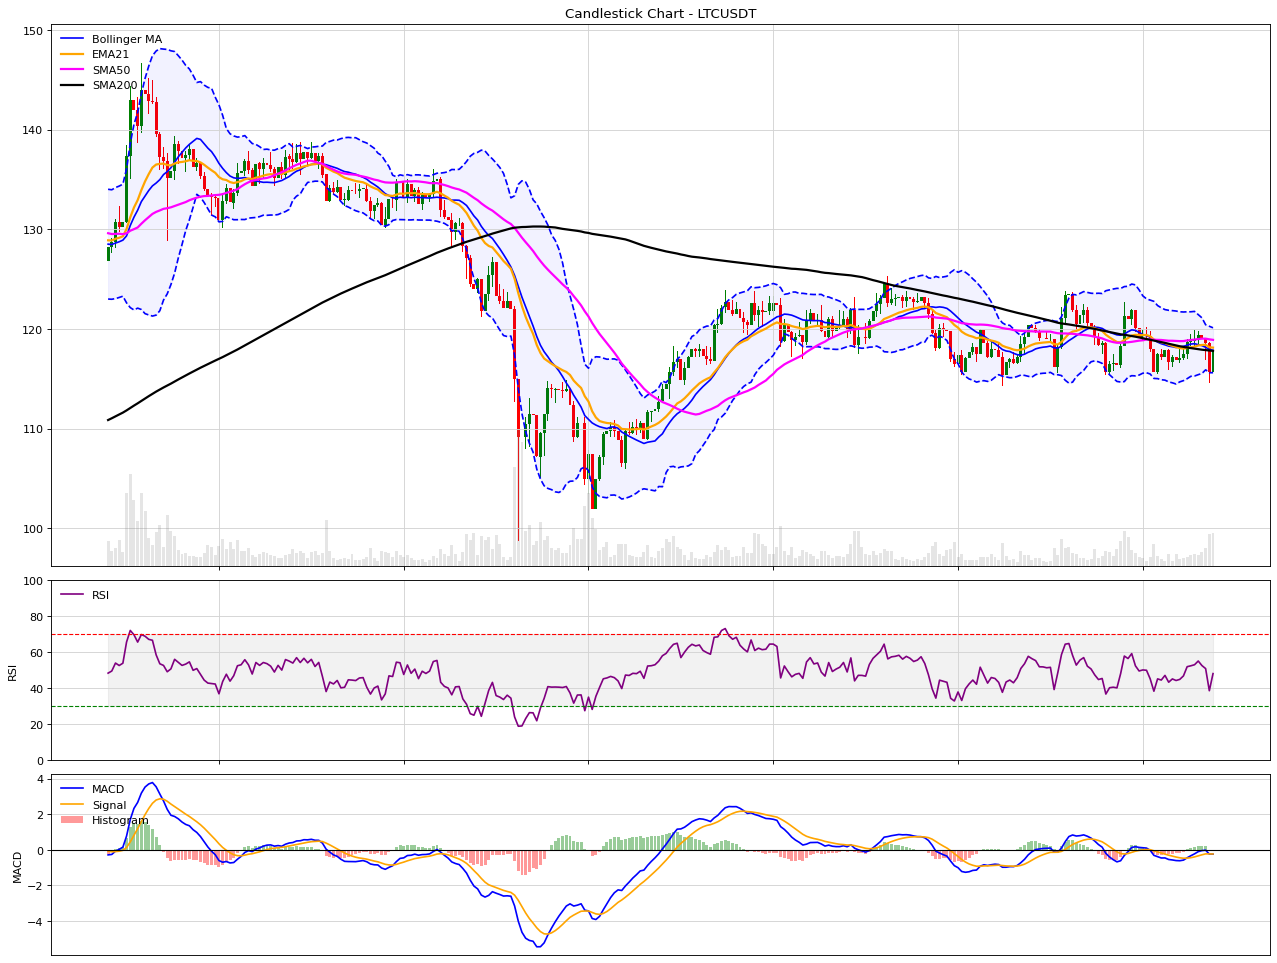 Candlestick Chart - LTCUSDT
Bollinger MA
EMA21
SMA50
SMA200
150
140
130
120
110
100
RSI
100
80
60
40
20
0
RSI
MACD
Signal
Histogram
4
2
0
−2
−4
MACD